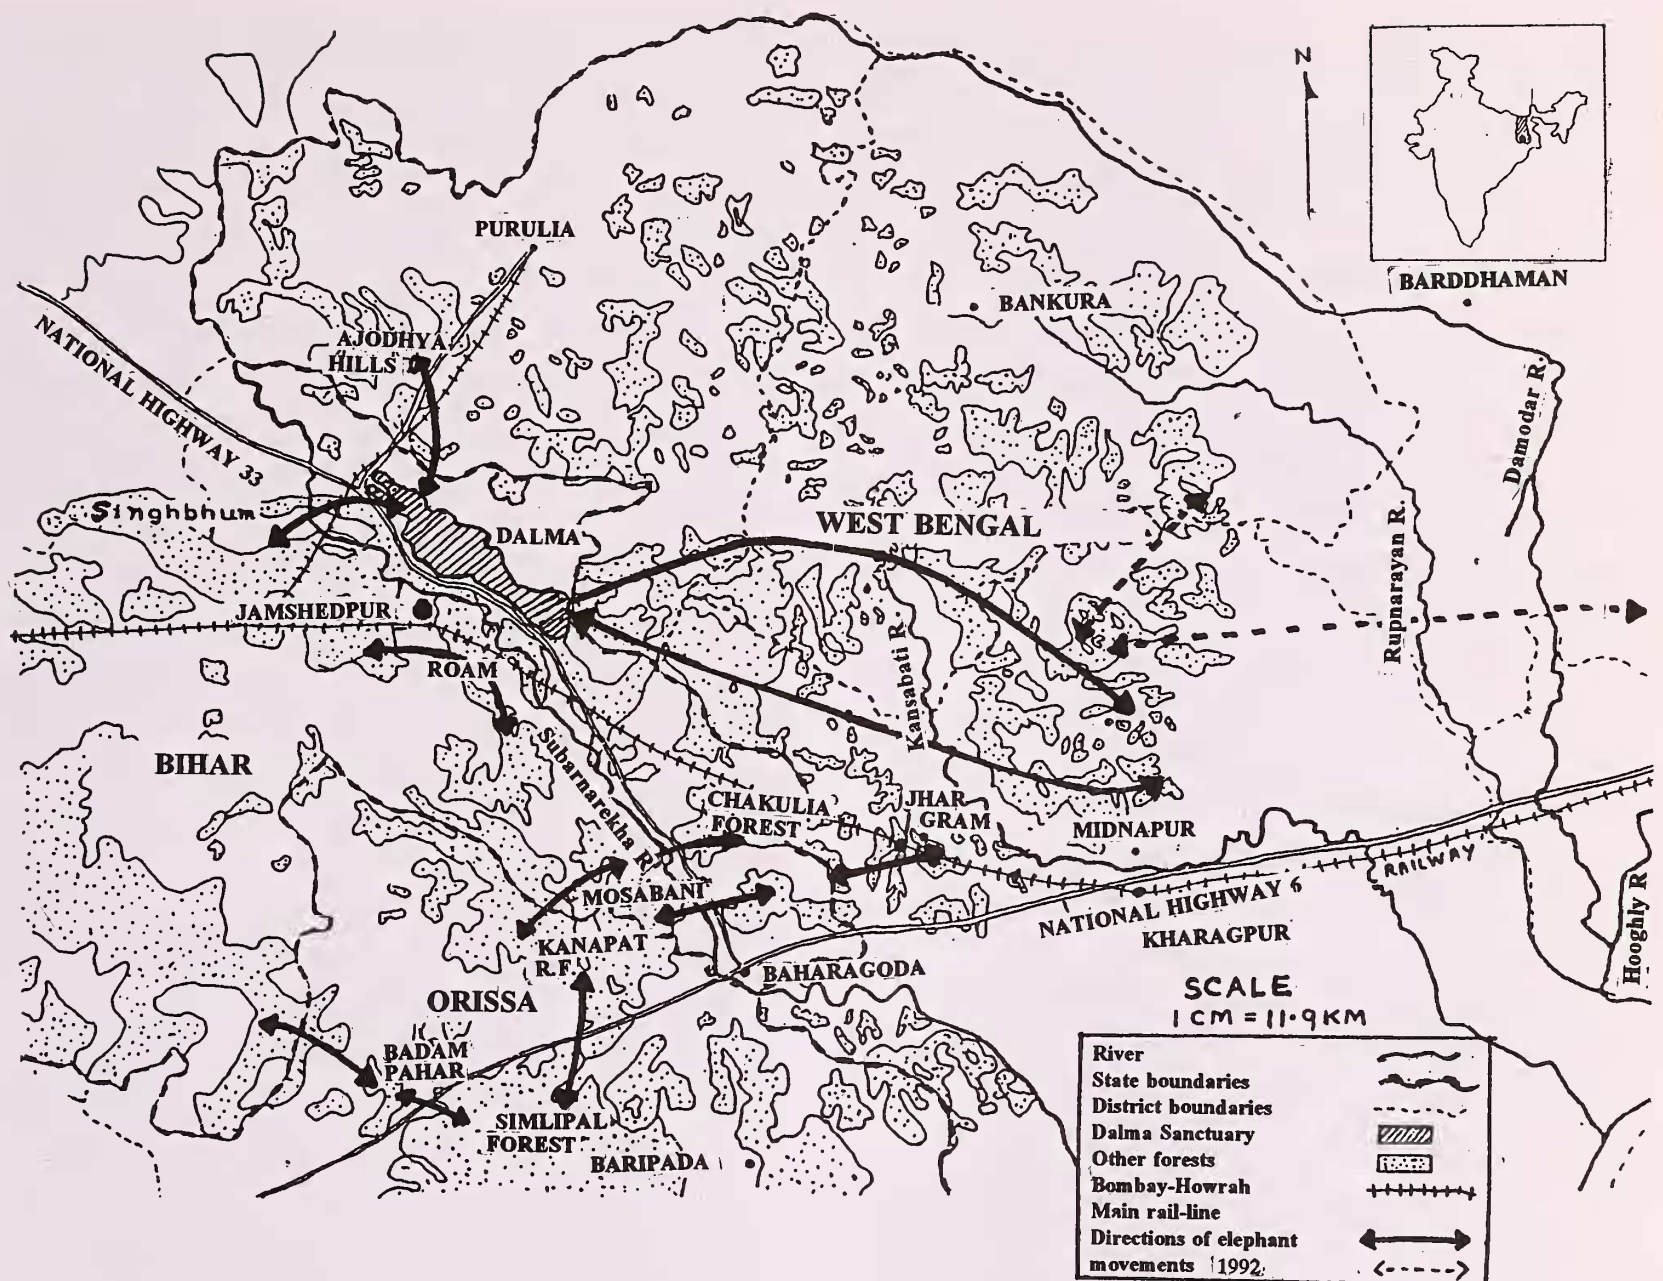 N
BARDDHAMAN
PURULIA
BANKURA
AJODHYA
HILLS
NATIONAL HIGHWAY 33
Damodar R.
Singhbhum
DALMA
WEST BENGAL
Rupnarayan R.
JAMSHEDPUR
ROAM
Kansabati R.
BIHAR
Subarnarekha R.
CHAKULIA
FOREST
JHAR
GRAM
MIDNAPUR
RAILWAY
MOSABANI
NATIONAL HIGHWAY 6
KHARAGPUR
KANAPAT
R.F.
BAHARAGODA
Hooghly R
ORISSA
SCALE
1 CM = 11.9 KM
BADAM
PAHAR
SIMLIPAL
FOREST
BARIPADA
River
State boundaries
District boundaries
Dalma Sanctuary
Other forests
Bombay-Howrah
Main rail-line
Directions of elephant
movements 1992